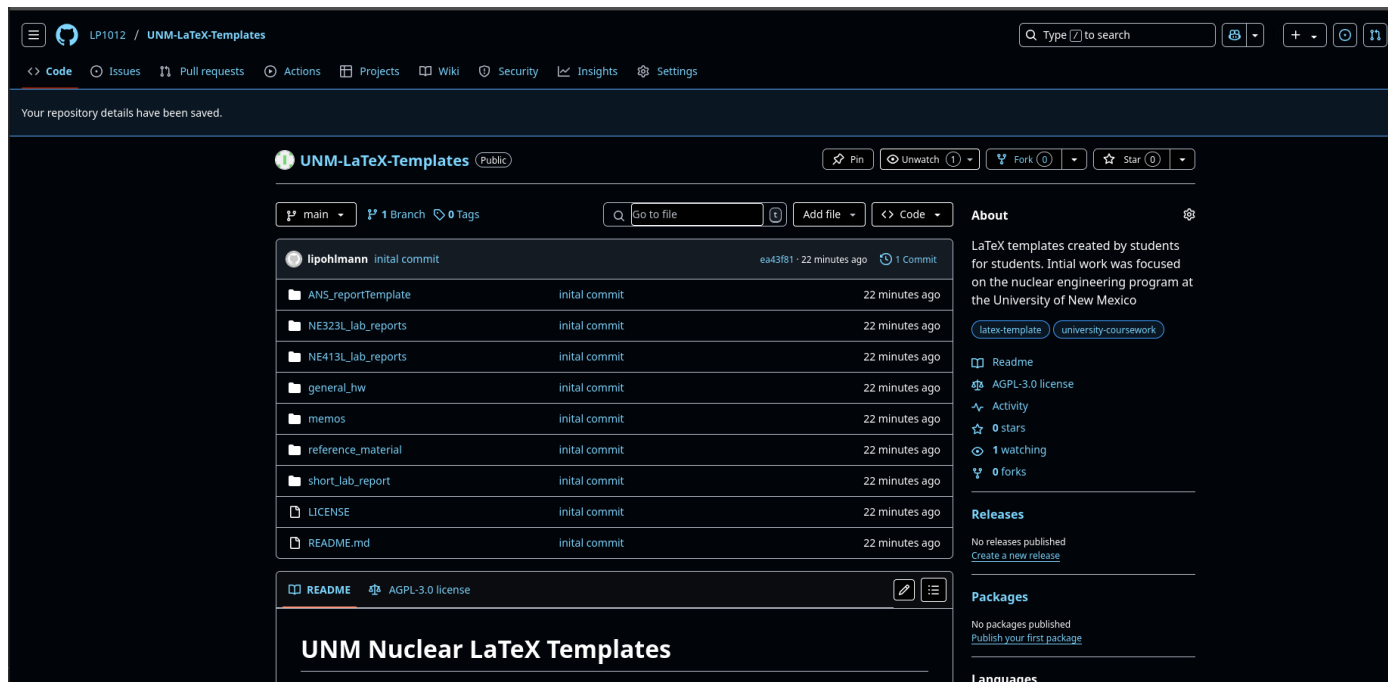 LP1012 / UNM-LaTeX-Templates
Type / to search
Code Issues Pull requests Actions Projects Wiki Security Insights Settings
Your repository details have been saved.
UNM-LaTeX-Templates Public
Pin Unwatch 1 Fork 0 Star 0
main 1 Branch 0 Tags Go to file t Add file Code
lipohlmann inital commit ea43f81 · 22 minutes ago 1 Commit
ANS_reportTemplate inital commit 22 minutes ago
NE323L_lab_reports inital commit 22 minutes ago
NE413L_lab_reports inital commit 22 minutes ago
general_hw inital commit 22 minutes ago
memos inital commit 22 minutes ago
reference_material inital commit 22 minutes ago
short_lab_report inital commit 22 minutes ago
LICENSE inital commit 22 minutes ago
README.md inital commit 22 minutes ago
README AGPL-3.0 license
UNM Nuclear LaTeX Templates
About
LaTeX templates created by students
for students. Intial work was focused
on the nuclear engineering program at
the University of New Mexico
latex-template university-coursework
Readme
AGPL-3.0 license
Activity
0 stars
1 watching
0 forks
Releases
No releases published
Create a new release
Packages
No packages published
Publish your first package
Languages